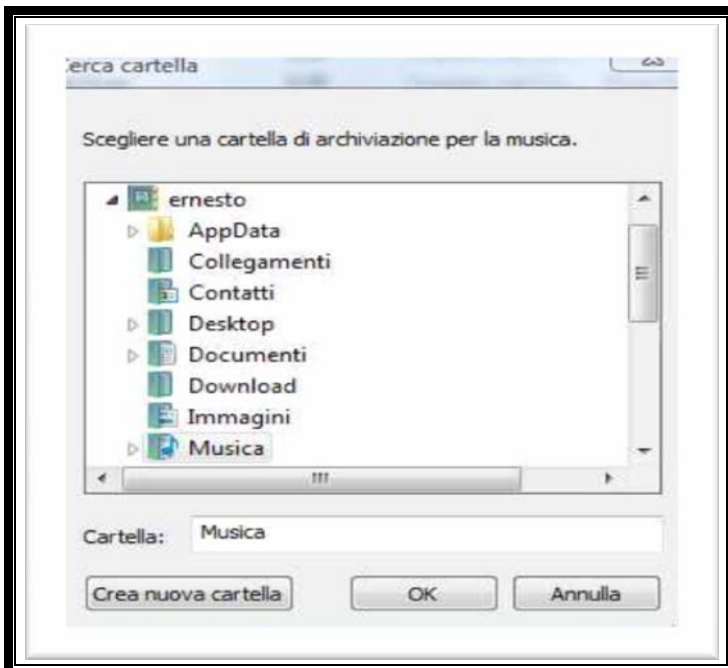 erca cartella
Scegliere una cartella di archiviazione per la musica.
ernesto
AppData
Collegamenti
Contatti
Desktop
Documenti
Download
Immagini
Musica
Cartella: Musica
Crea nuova cartella OK Annulla